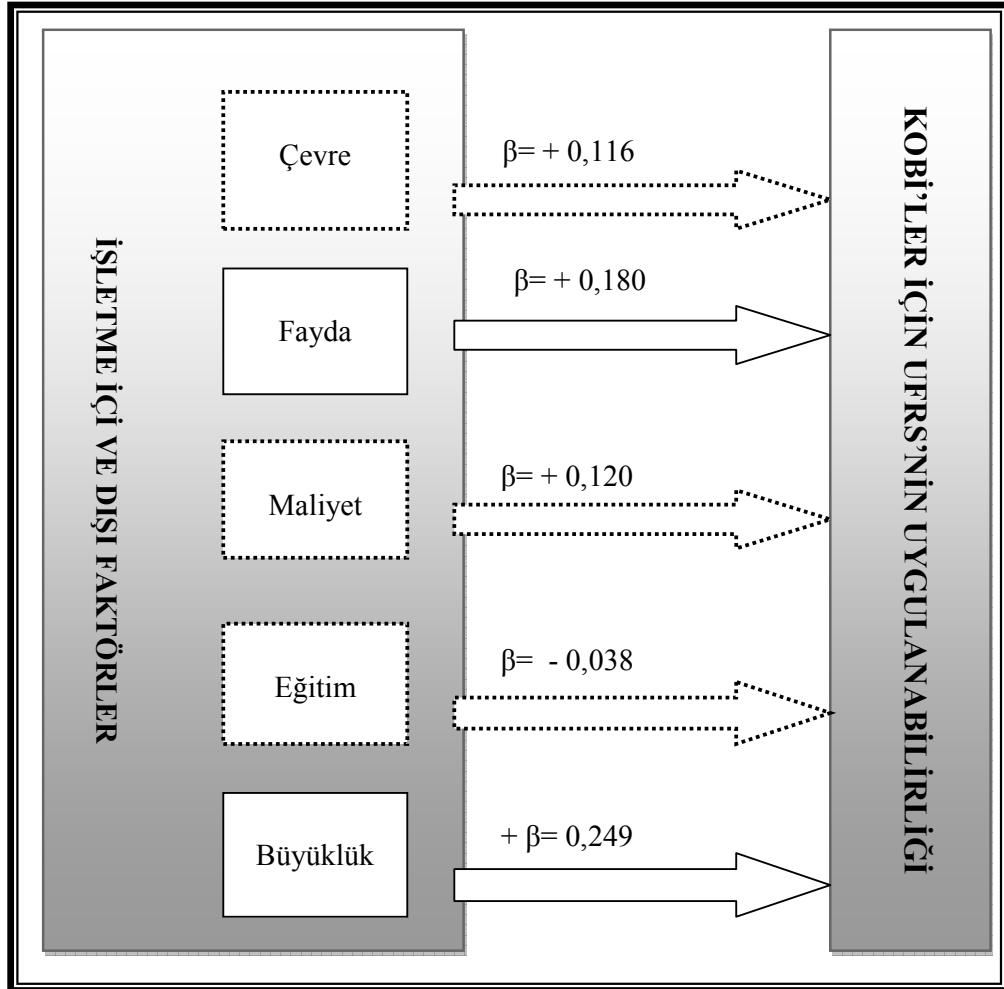 İŞLETME İÇİ VE DIŞI FAKTÖRLER
Çevre
β= + 0,116
Fayda
β= + 0,180
Maliyet
β= + 0,120
Eğitim
β=  - 0,038
Büyüklük
+ β= 0,249
KOBİ’LER İÇİN UFRS’NİN UYGULANABİLİRLİĞİ